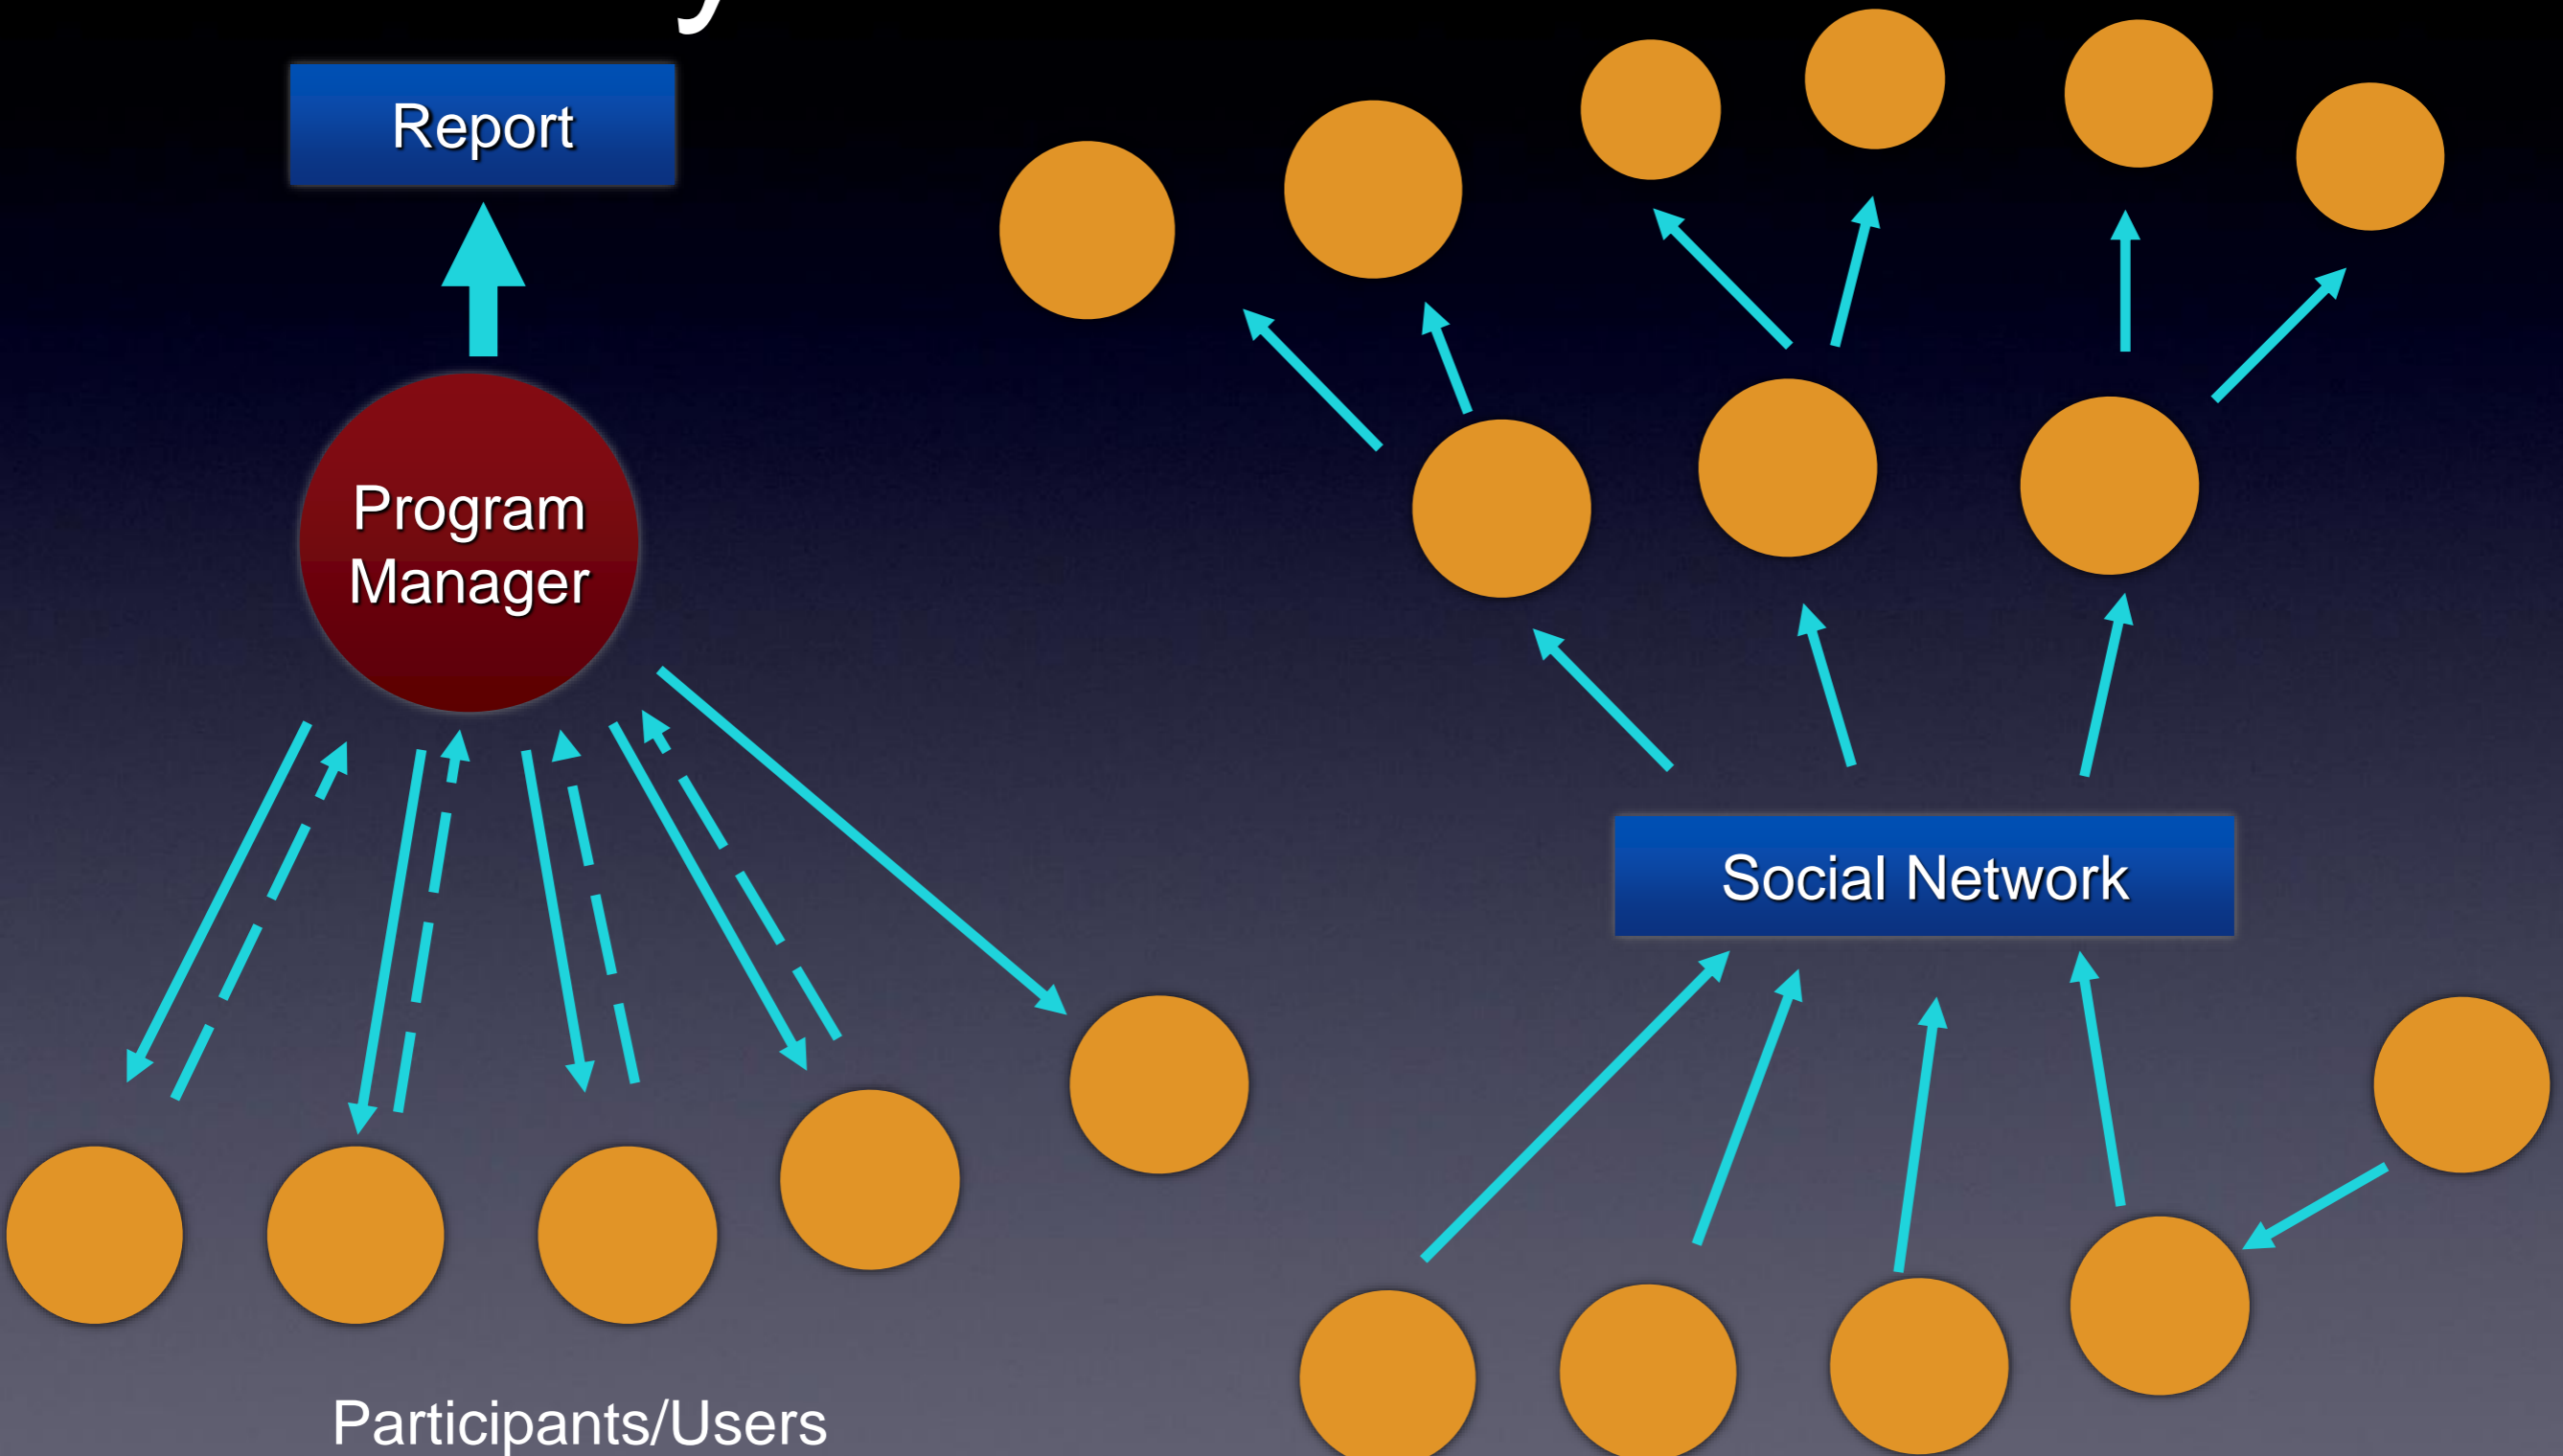 Report
Program
Manager
Social Network
Participants/Users